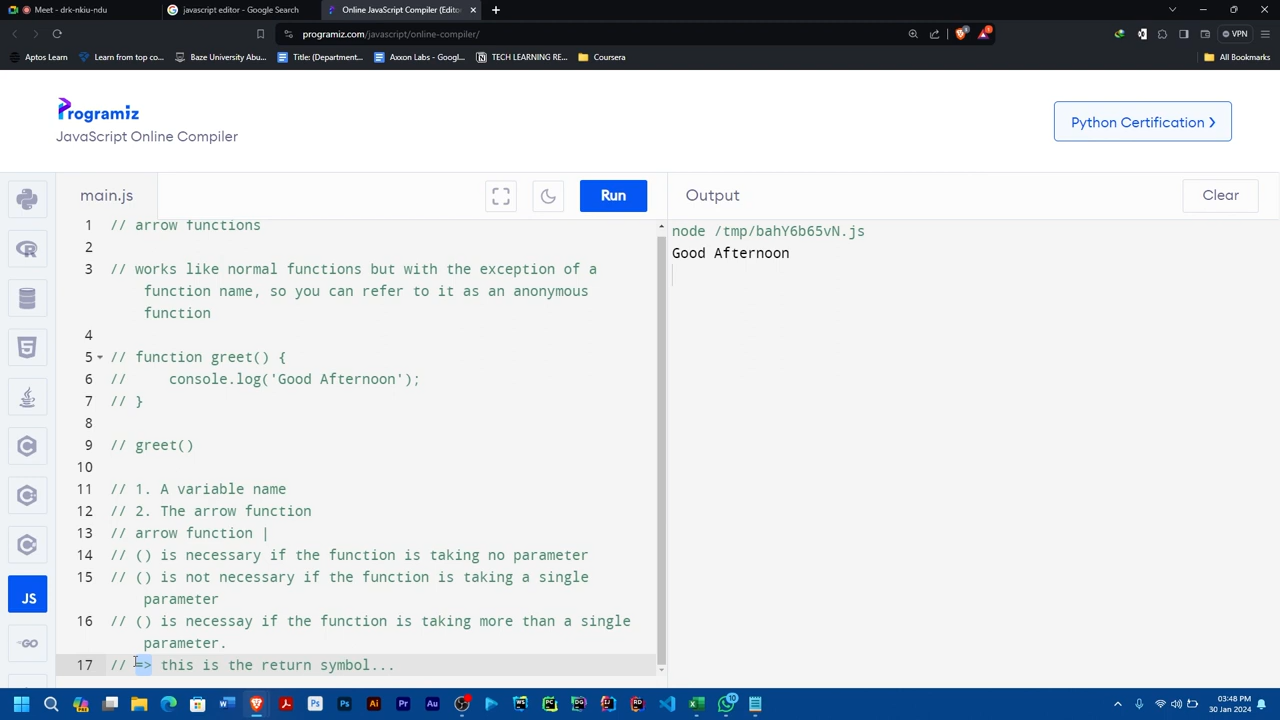 Meet – drk-nkiu-ndu
javascript editor - Google Search
Online JavaScript Compiler (Editor
programiz.com/javascript/online-compiler/
VPN
Aptos Learn
Learn from top co...
Baze University Abu...
Title: (Department...
Axxon Labs - Googl...
TECH LEARNING RE...
Coursera
All Bookmarks
Programiz
JavaScript Online Compiler
Python Certification
main.js
Run
Output
Clear
1 // arrow functions
2
3 // works like normal functions but with the exception of a
function name, so you can refer to it as an anonymous
function
4
5 // function greet() {
6 //     console.log('Good Afternoon');
7 // }
8
9 // greet()
10
11 // 1. A variable name
12 // 2. The arrow function
13 // arrow function |
14 // () is necessary if the function is taking no parameter
15 // () is not necessary if the function is taking a single
parameter
16 // () is necessay if the function is taking more than a single
parameter.
17 // => this is the return symbol...
node /tmp/bahY6b65vN.js
Good Afternoon
JS
GO
03:48 PM
30 Jan 2024